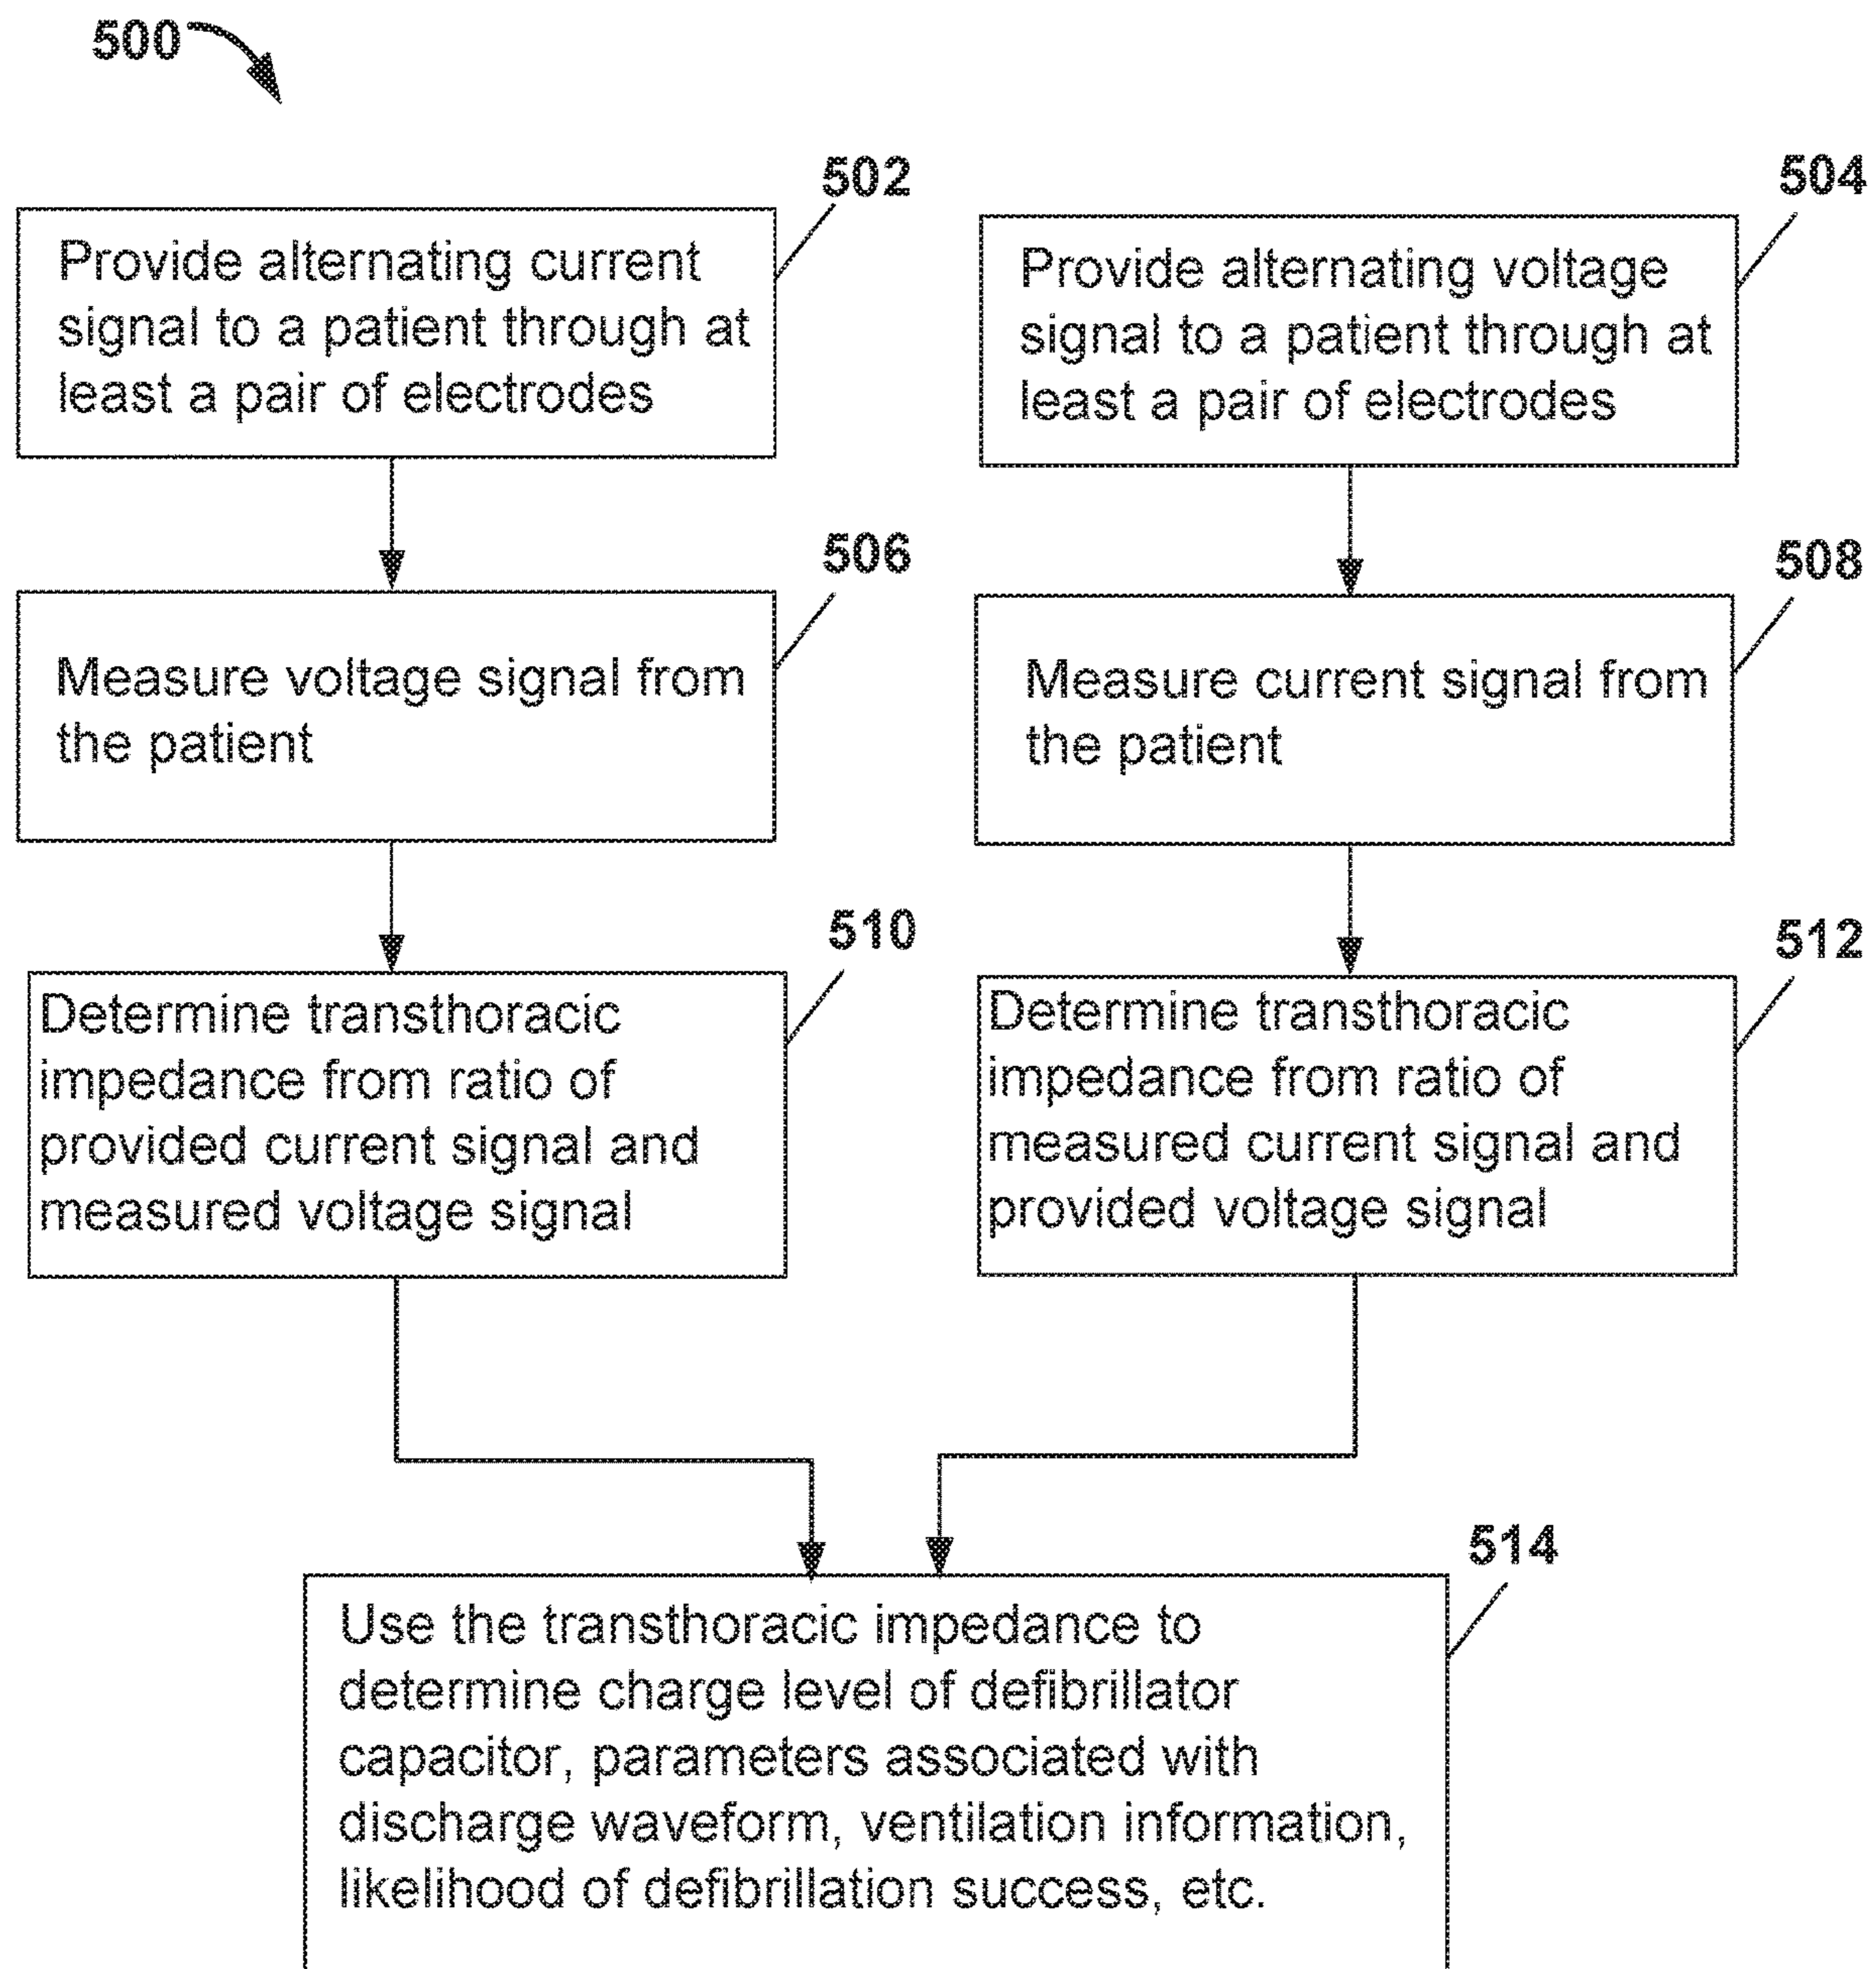 500
502
Provide alternating current
signal to a patient through at
least a pair of electrodes
504
Provide alternating voltage
signal to a patient through at
least a pair of electrodes
506
Measure voltage signal from
the patient
508
Measure current signal from
the patient
510
Determine transthoracic
impedance from ratio of
provided current signal and
measured voltage signal
512
Determine transthoracic
impedance from ratio of
measured current signal and
provided voltage signal
514
Use the transthoracic impedance to
determine charge level of defibrillator
capacitor, parameters associated with
discharge waveform, ventilation information,
likelihood of defibrillation success, etc.